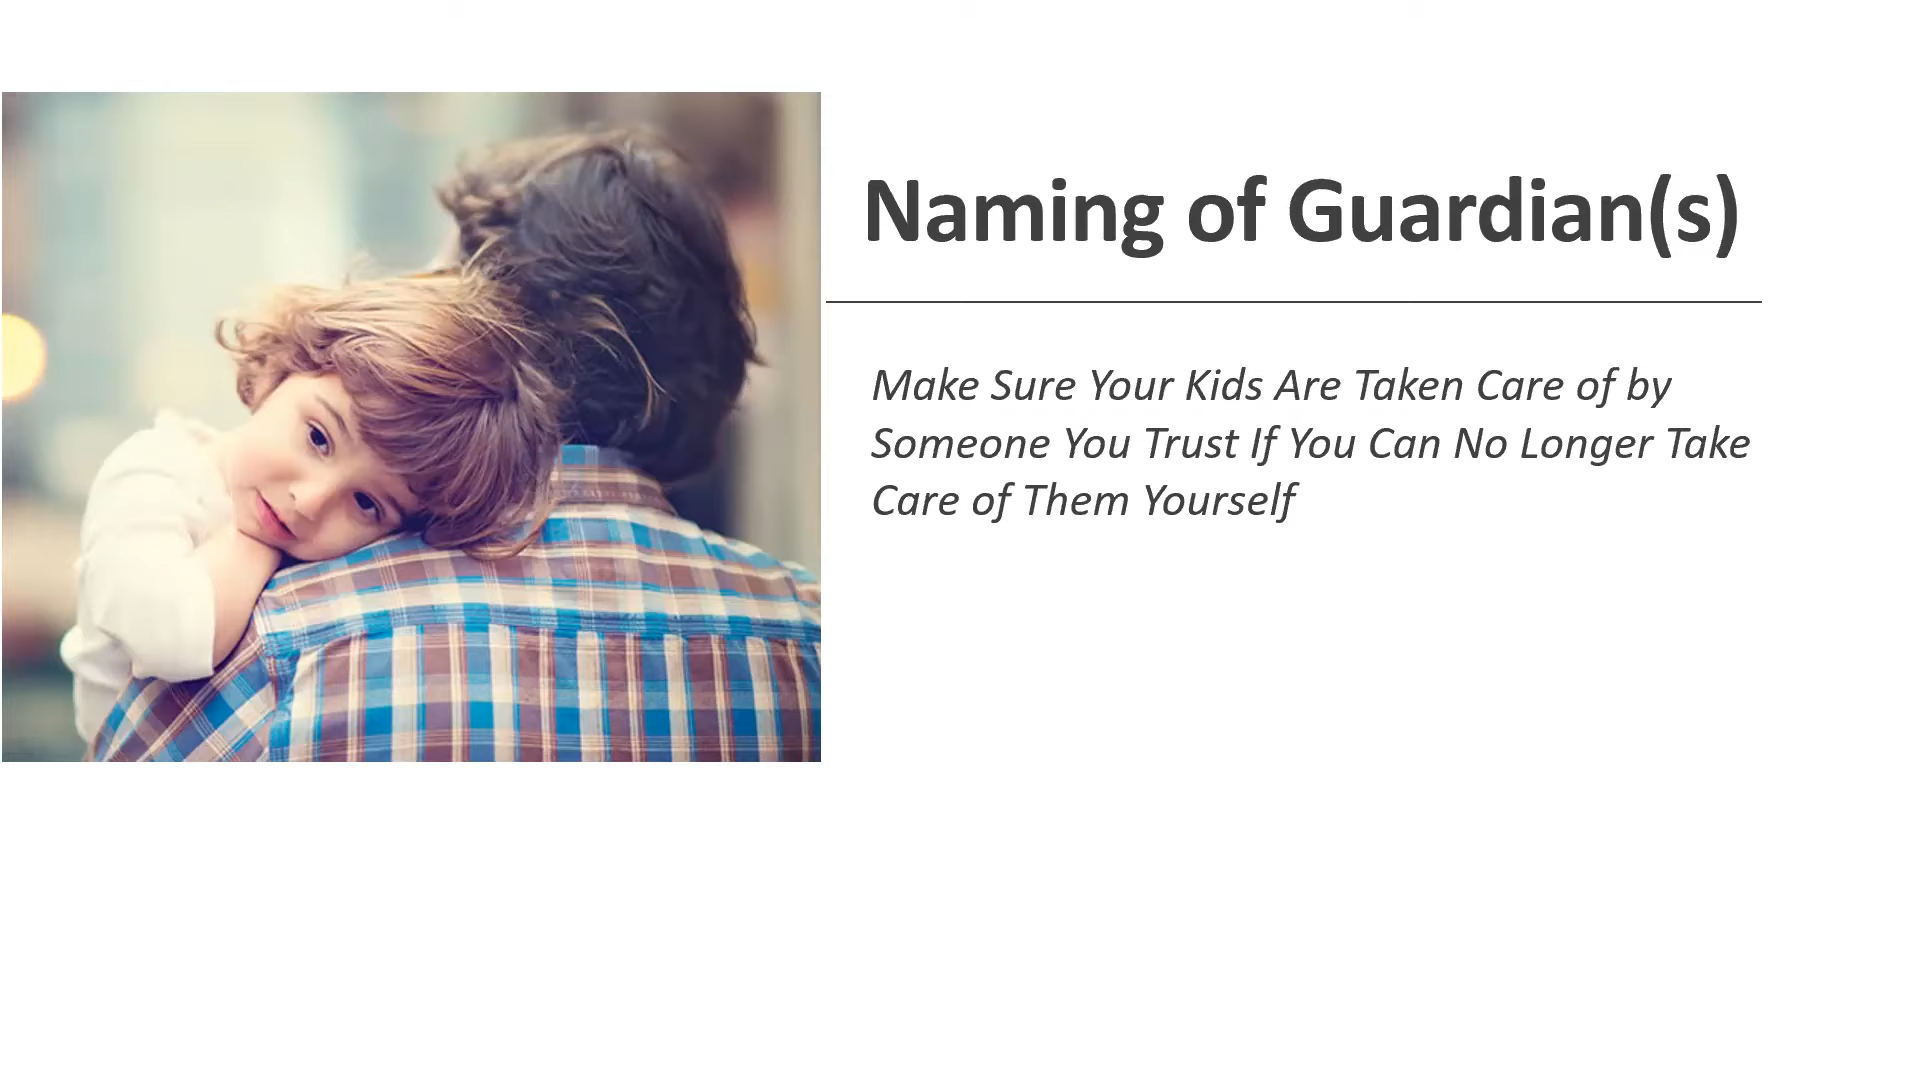 Naming of Guardian(s)
Make Sure Your Kids Are Taken Care of by
Someone You Trust If You Can No Longer Take
Care of Them Yourself